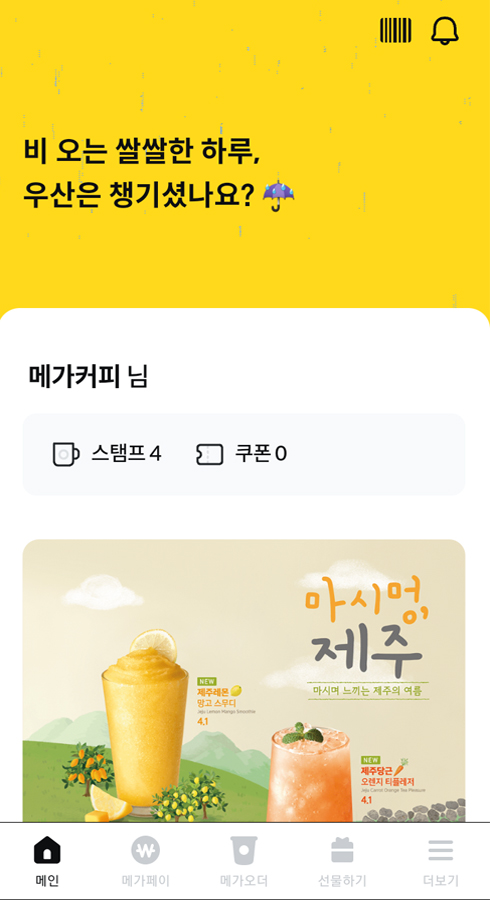 비 오는 쌀쌀한 하루,
우산은 챙기셨나요? ☂️
메가커피 님
스탬프 4
쿠폰 0
마시멍,
제주
마시며 느끼는 제주의 여름
NEW
제주레몬
망고 스무디
Jeju Lemon Mango Smoothie
4.1
NEW
제주당근
오렌지 티플레저
Jeju Carrot Orange Tea Pleasure
4.1
메인
메가페이
메가오더
선물하기
더보기